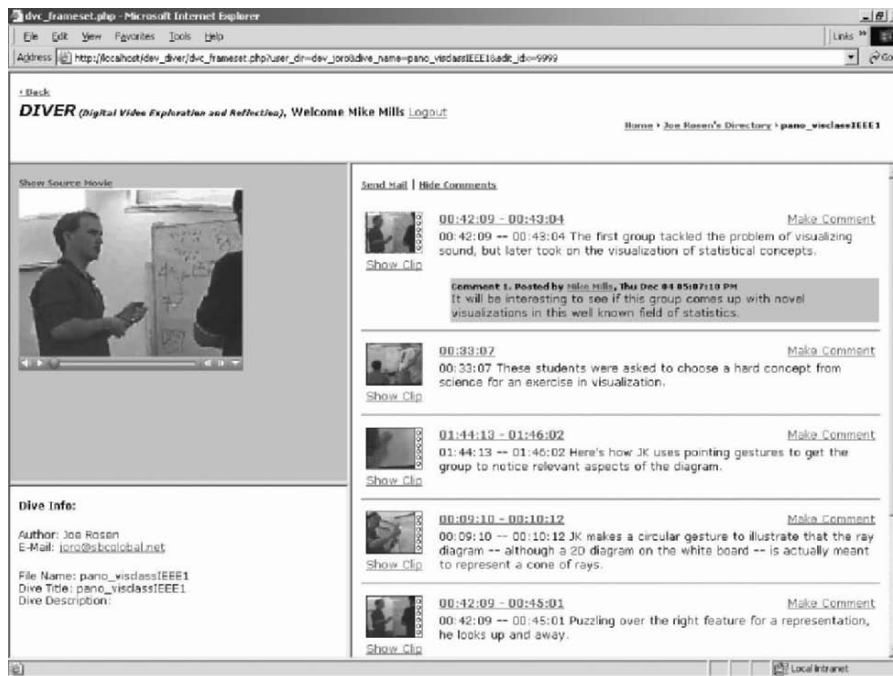 dvc_frameset.php - Microsoft Internet Explorer
File Edit View Favorites Tools Help
Links »
Address http://localhost/dev_diver/dvc_frameset.php?user_dir=dev_joro&dive_name=pano_visclassIEEE1&edit_idx=9999
Go
‹ Back
DIVER (Digital Video Exploration and Reflection), Welcome Mike Mills Logout
Home › Joe Rosen's Directory › pano_visclassIEEE1
Show Source Movie
Send Mail | Hide Comments
00:42:09 - 00:43:04 Make Comment
00:42:09 -- 00:43:04 The first group tackled the problem of visualizing
sound, but later took on the visualization of statistical concepts.
Show Clip
Comment 1. Posted by Mike Mills, Thu Dec 04 05:07:10 PM
It will be interesting to see if this group comes up with novel
visualizations in this well known field of statistics.
00:33:07 Make Comment
00:33:07 These students were asked to choose a hard concept from
science for an exercise in visualization.
Show Clip
01:44:13 - 01:46:02 Make Comment
01:44:13 -- 01:46:02 Here's how JK uses pointing gestures to get the
group to notice relevant aspects of the diagram.
Show Clip
00:09:10 - 00:10:12 Make Comment
00:09:10 -- 00:10:12 JK makes a circular gesture to illustrate that the ray
diagram -- although a 2D diagram on the white board -- is actually meant
to represent a cone of rays.
Show Clip
00:42:09 - 00:45:01 Make Comment
00:42:09 -- 00:45:01 Puzzling over the right feature for a representation,
he looks up and away.
Show Clip
Dive Info:
Author: Joe Rosen
E-Mail: joro@sbcglobal.net
File Name: pano_visclassIEEE1
Dive Title: pano_visclassIEEE1
Dive Description:
Local intranet